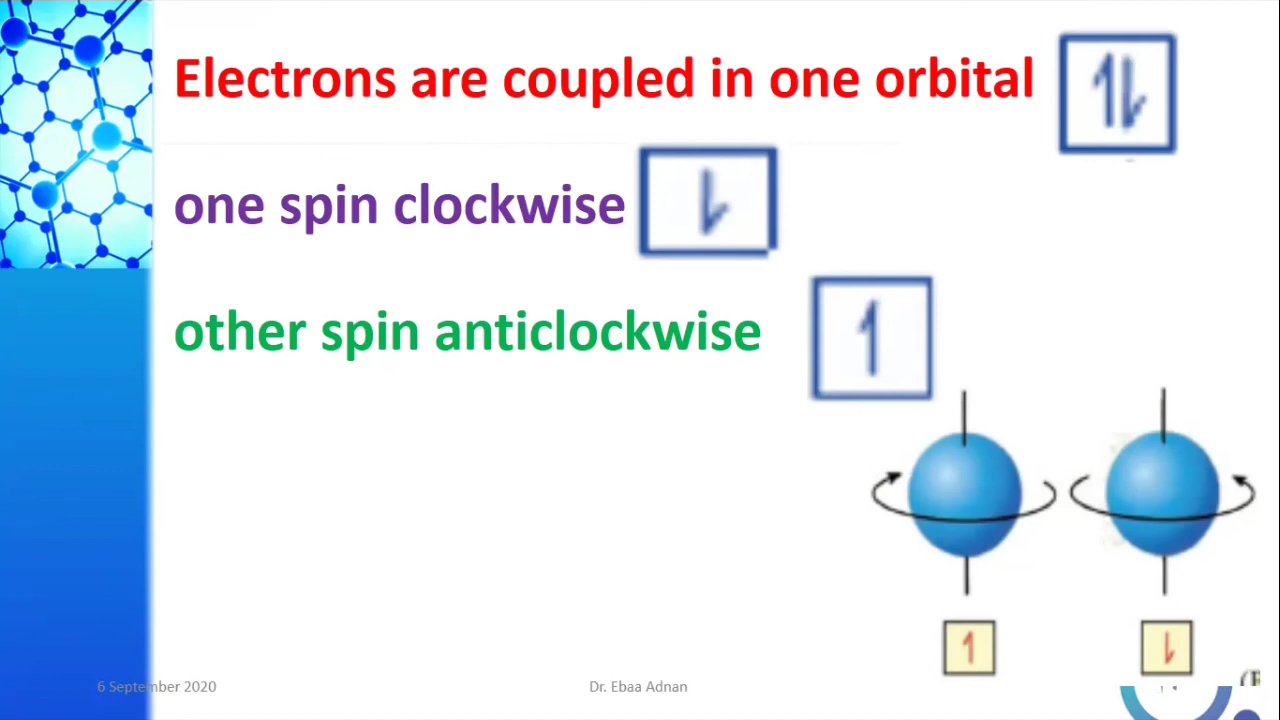 Electrons are coupled in one orbital
one spin clockwise
other spin anticlockwise
6 September 2020
Dr. Ebaa Adnan